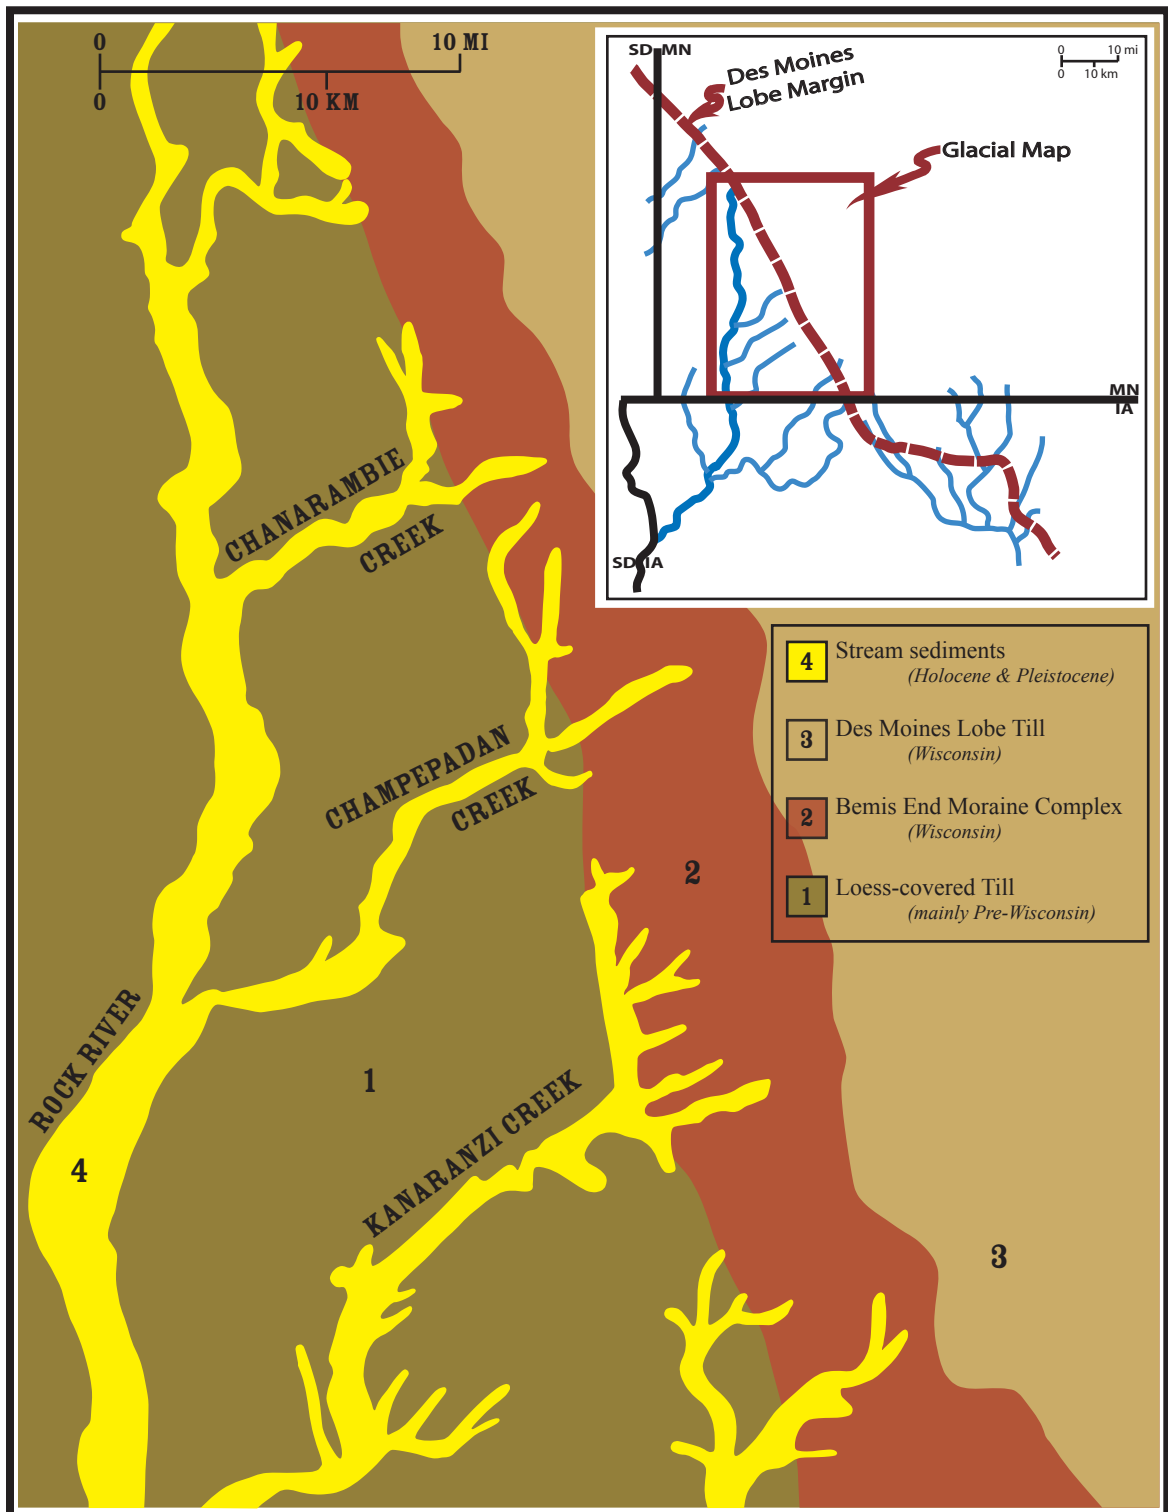 0
10 MI
0
10 KM
SD
MN
Des Moines
Lobe Margin
0
10 mi
0
10 km
Glacial Map
MN
IA
SD
IA
CHANARAMBIE
CREEK
4
Stream sediments
(Holocene & Pleistocene)
3
Des Moines Lobe Till
(Wisconsin)
2
Bemis End Moraine Complex
(Wisconsin)
1
Loess-covered Till
(mainly Pre-Wisconsin)
CHAMPEPADAN
CREEK
2
ROCK RIVER
1
KANARANZI CREEK
4
3